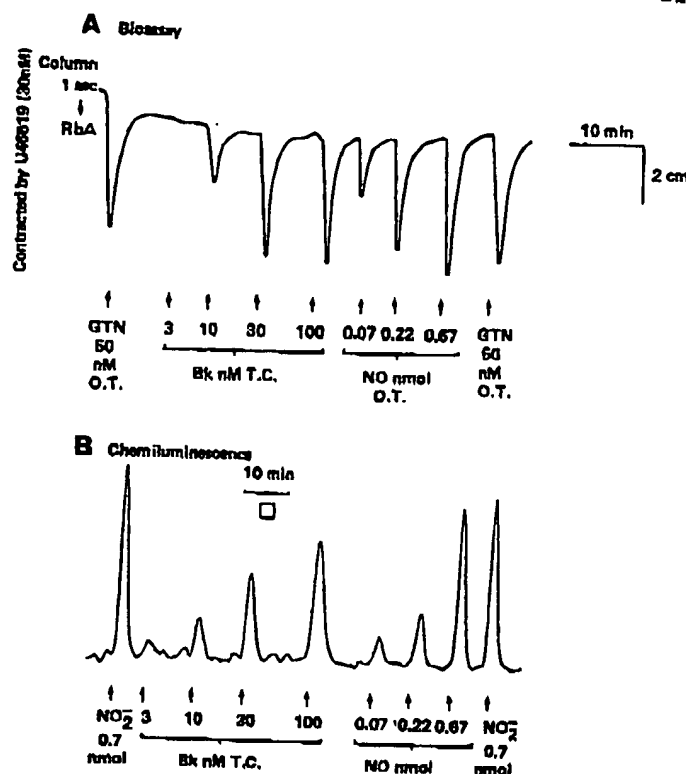 A Bioassay
Column
1 sec
RbA
Contracted by U46619 (30nM)
10 min
2 cm
GTN
60
nM
O.T.
3 10 30 100
Bk nM T.C.
0.07 0.22 0.67
NO nmol
O.T.
GTN
60
nM
O.T.
B Chemiluminescence
10 min
NO₂⁻
0.7
nmol
3 10 30 100
Bk nM T.C.
0.07 0.22 0.67
NO nmol
NO₂⁻
0.7
nmol